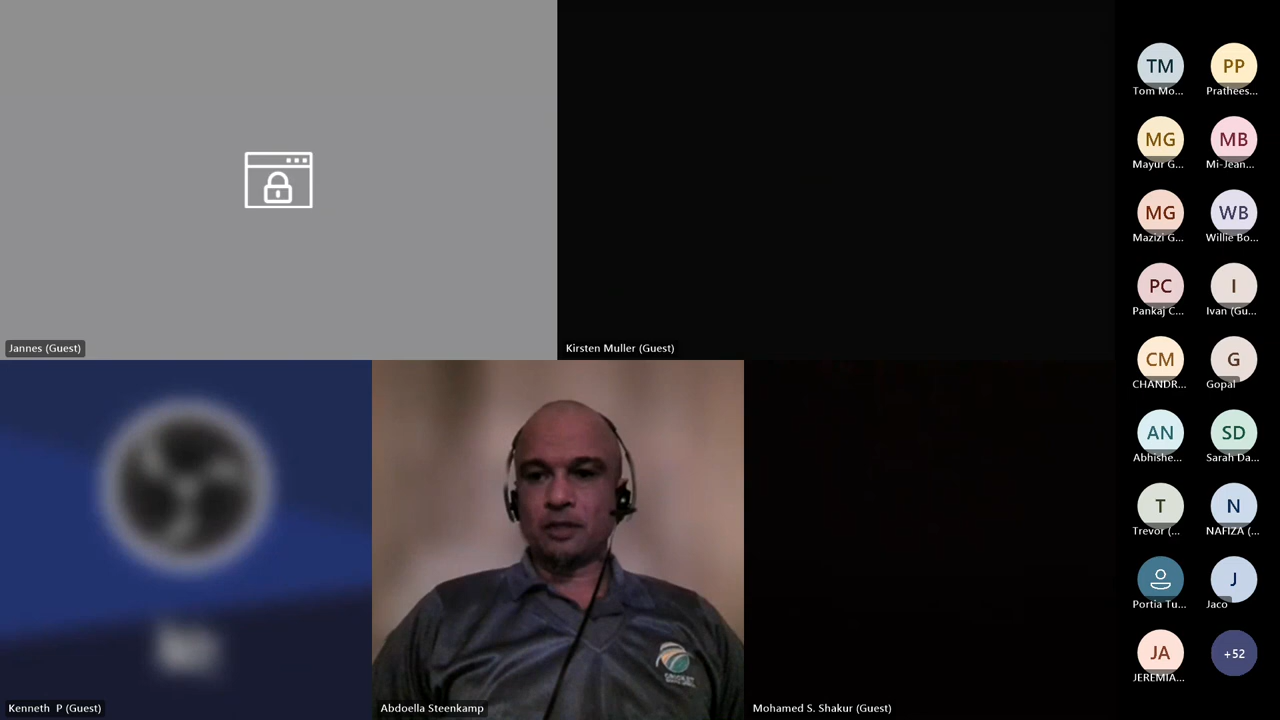 TM
PP
Tom Mo...
Prathees...
MG
MB
Mayur G...
Mi-Jean...
MG
WB
Mazizi G...
Willie Bo...
PC
I
Pankaj C...
Ivan (Gu...
Jannes (Guest)
Kirsten Muller (Guest)
CM
G
CHANDR...
Gopal
AN
SD
Abhishe...
Sarah Da...
T
N
Trevor (...
NAFIZA (...
J
Portia Tu...
Jaco
JA
+52
JEREMIA...
CRICKET
Kenneth P (Guest)
Abdoella Steenkamp
Mohamed S. Shakur (Guest)